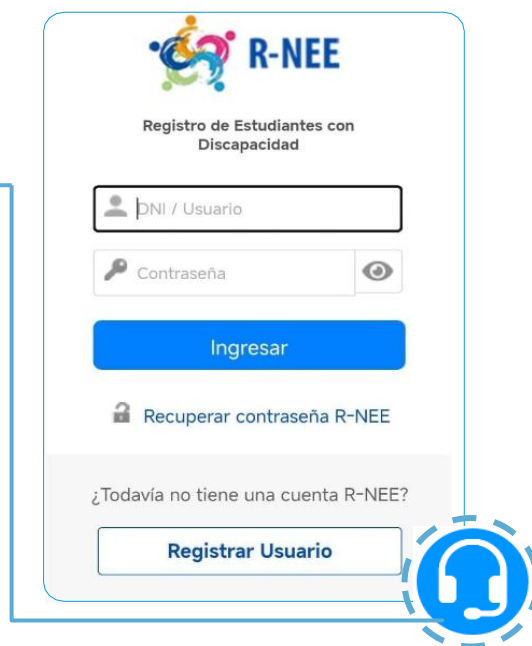 R-NEE
Registro de Estudiantes con
Discapacidad
DNI / Usuario
Contraseña
Ingresar
Recuperar contraseña R-NEE
¿Todavía no tiene una cuenta R-NEE?
Registrar Usuario